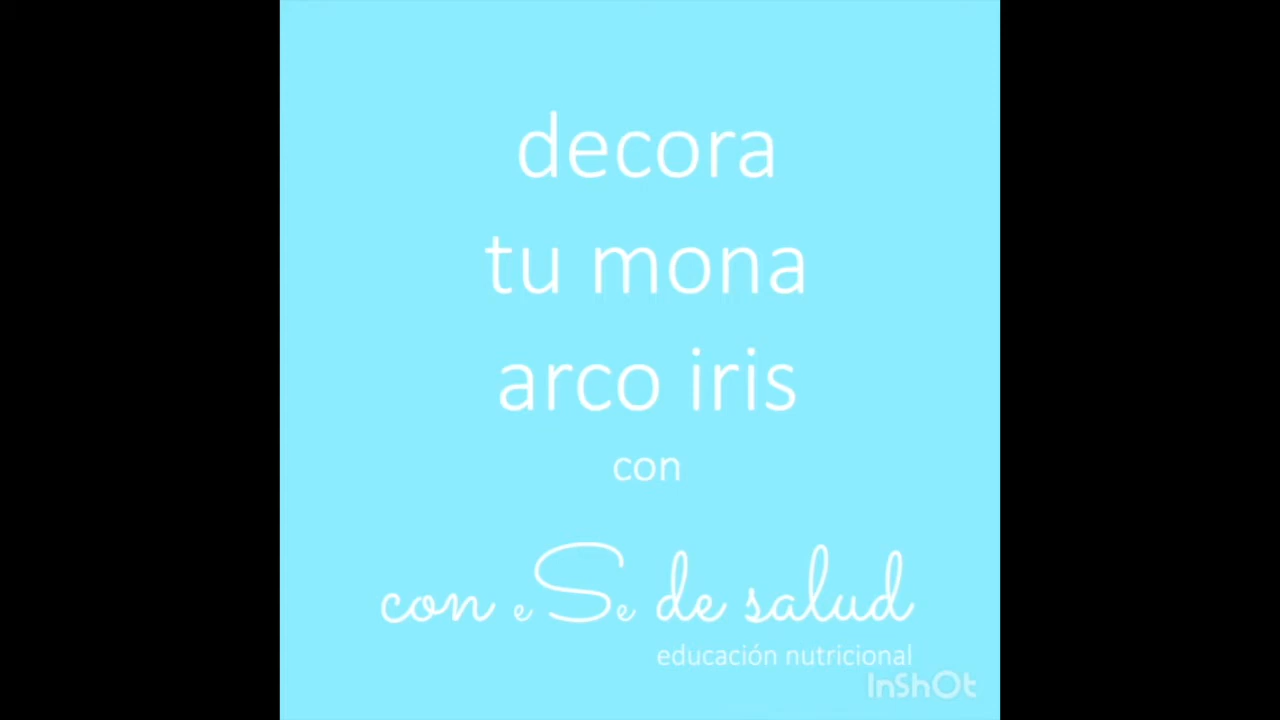 decora
tu mona
arco iris
con
con eSe de salud
educación nutricional
InShOt